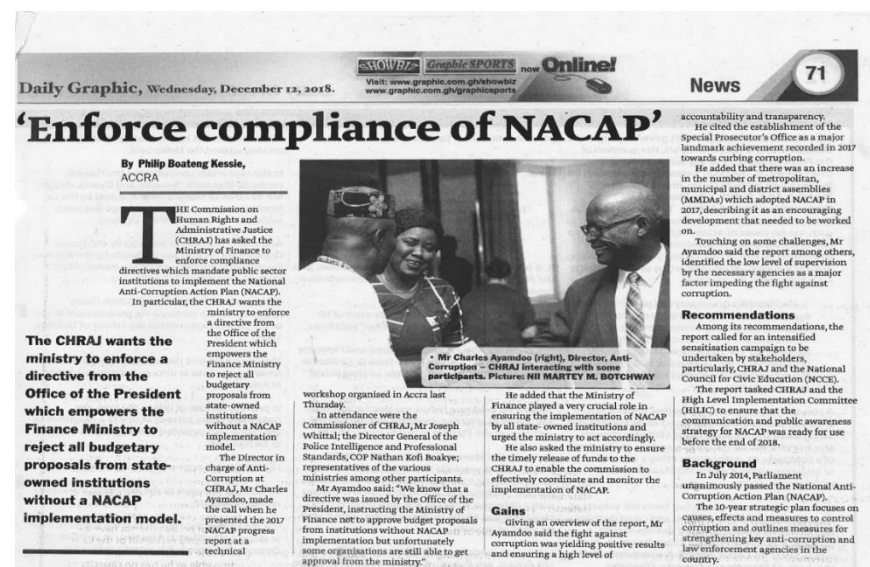 SHOWBIZ Graphic SPORTS now Online!
Visit: www.graphic.com.gh/showbiz
www.graphic.com.gh/graphicsports
Daily Graphic, Wednesday, December 12, 2018.
News
71
'Enforce compliance of NACAP'
By Philip Boateng Kessie,
ACCRA
THE Commission on
Human Rights and
Administrative Justice
(CHRAJ) has asked the
Ministry of Finance to
enforce compliance
directives which mandate public sector
institutions to implement the National
Anti-Corruption Action Plan (NACAP).
In particular, the CHRAJ wants the
ministry to enforce
a directive from
the Office of the
President which
empowers the
Finance Ministry
to reject all
budgetary
proposals from
state-owned
institutions
without a NACAP
implementation
model.
The Director in
charge of Anti-
Corruption at
CHRAJ, Mr Charles
Ayamdoo, made
the call when he
presented the 2017
NACAP progress
report at a
technical
The CHRAJ wants the
ministry to enforce a
directive from the
Office of the President
which empowers the
Finance Ministry to
reject all budgetary
proposals from state-
owned institutions
without a NACAP
implementation model.
• Mr Charles Ayamdoo (right), Director, Anti-
Corruption – CHRAJ interacting with some
participants. Picture: NII MARTEY M. BOTCHWAY
workshop organised in Accra last
Thursday.
In attendance were the
Commissioner of CHRAJ, Mr Joseph
Whittal; the Director General of the
Police Intelligence and Professional
Standards, COP Nathan Kofi Boakye;
representatives of the various
ministries among other participants.
Mr Ayamdoo said: "We know that a
directive was issued by the Office of the
President, instructing the Ministry of
Finance not to approve budget proposals
from institutions without NACAP
implementation but unfortunately
some organisations are still able to get
approval from the ministry."
He added that the Ministry of
Finance played a very crucial role in
ensuring the implementation of NACAP
by all state- owned institutions and
urged the ministry to act accordingly.
He also asked the ministry to ensure
the timely release of funds to the
CHRAJ to enable the commission to
effectively coordinate and monitor the
implementation of NACAP.
Gains
Giving an overview of the report, Mr
Ayamdoo said the fight against
corruption was yielding positive results
and ensuring a high level of
accountability and transparency.
He cited the establishment of the
Special Prosecutor's Office as a major
landmark achievement recorded in 2017
towards curbing corruption.
He added that there was an increase
in the number of metropolitan,
municipal and district assemblies
(MMDAs) which adopted NACAP in
2017, describing it as an encouraging
development that needed to be worked
on.
Touching on some challenges, Mr
Ayamdoo said the report among others,
identified the low level of supervision
by the necessary agencies as a major
factor impeding the fight against
corruption.
Recommendations
Among its recommendations, the
report called for an intensified
sensitisation campaign to be
undertaken by stakeholders,
particularly, CHRAJ and the National
Council for Civic Education (NCCE).
The report tasked CHRAJ and the
High Level Implementation Committee
(HiLIC) to ensure that the
communication and public awareness
strategy for NACAP was ready for use
before the end of 2018.
Background
In July 2014, Parliament
unanimously passed the National Anti-
Corruption Action Plan (NACAP).
The 10-year strategic plan focuses on
causes, effects and measures to control
corruption and outlines measures for
strengthening key anti-corruption and
law enforcement agencies in the
country.